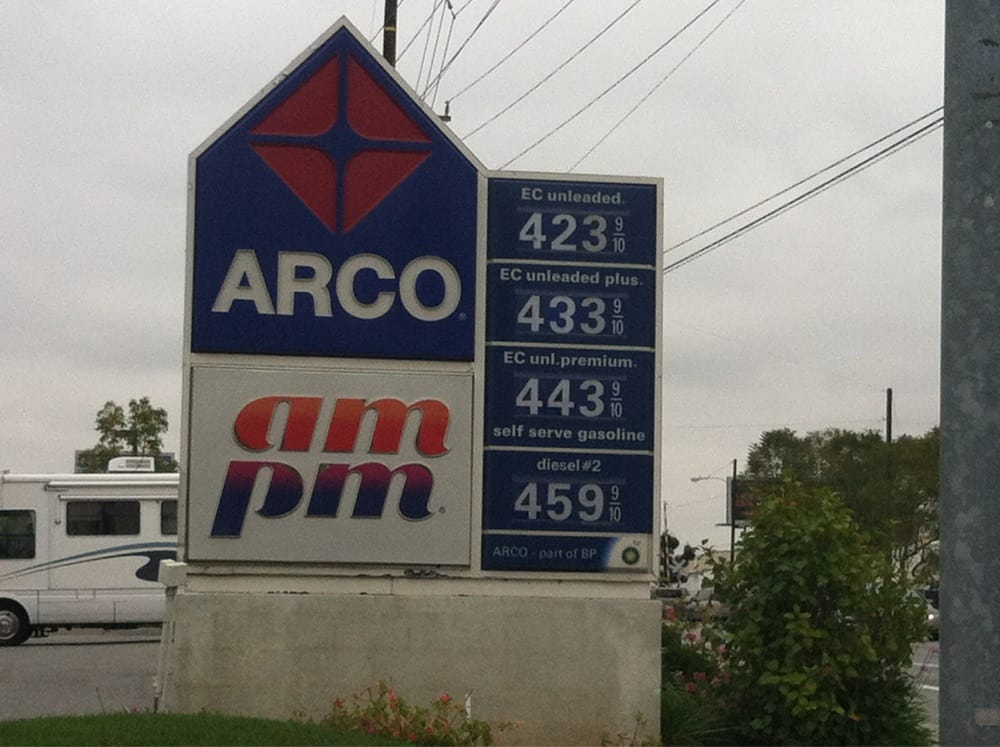 ARCO
am
pm
EC unleaded
423 9/10
EC unleaded plus
433 9/10
EC unl.premium
443 9/10
self serve gasoline
diesel #2
459 9/10
ARCO - part of BP
bp